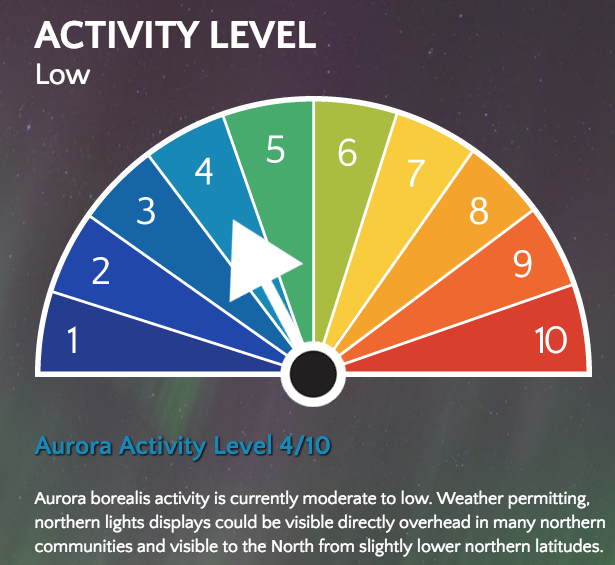 ACTIVITY LEVEL
Low
1
2
3
4
5
6
7
8
9
10
Aurora Activity Level 4/10
Aurora borealis activity is currently moderate to low. Weather permitting,
northern lights displays could be visible directly overhead in many northern
communities and visible to the North from slightly lower northern latitudes.